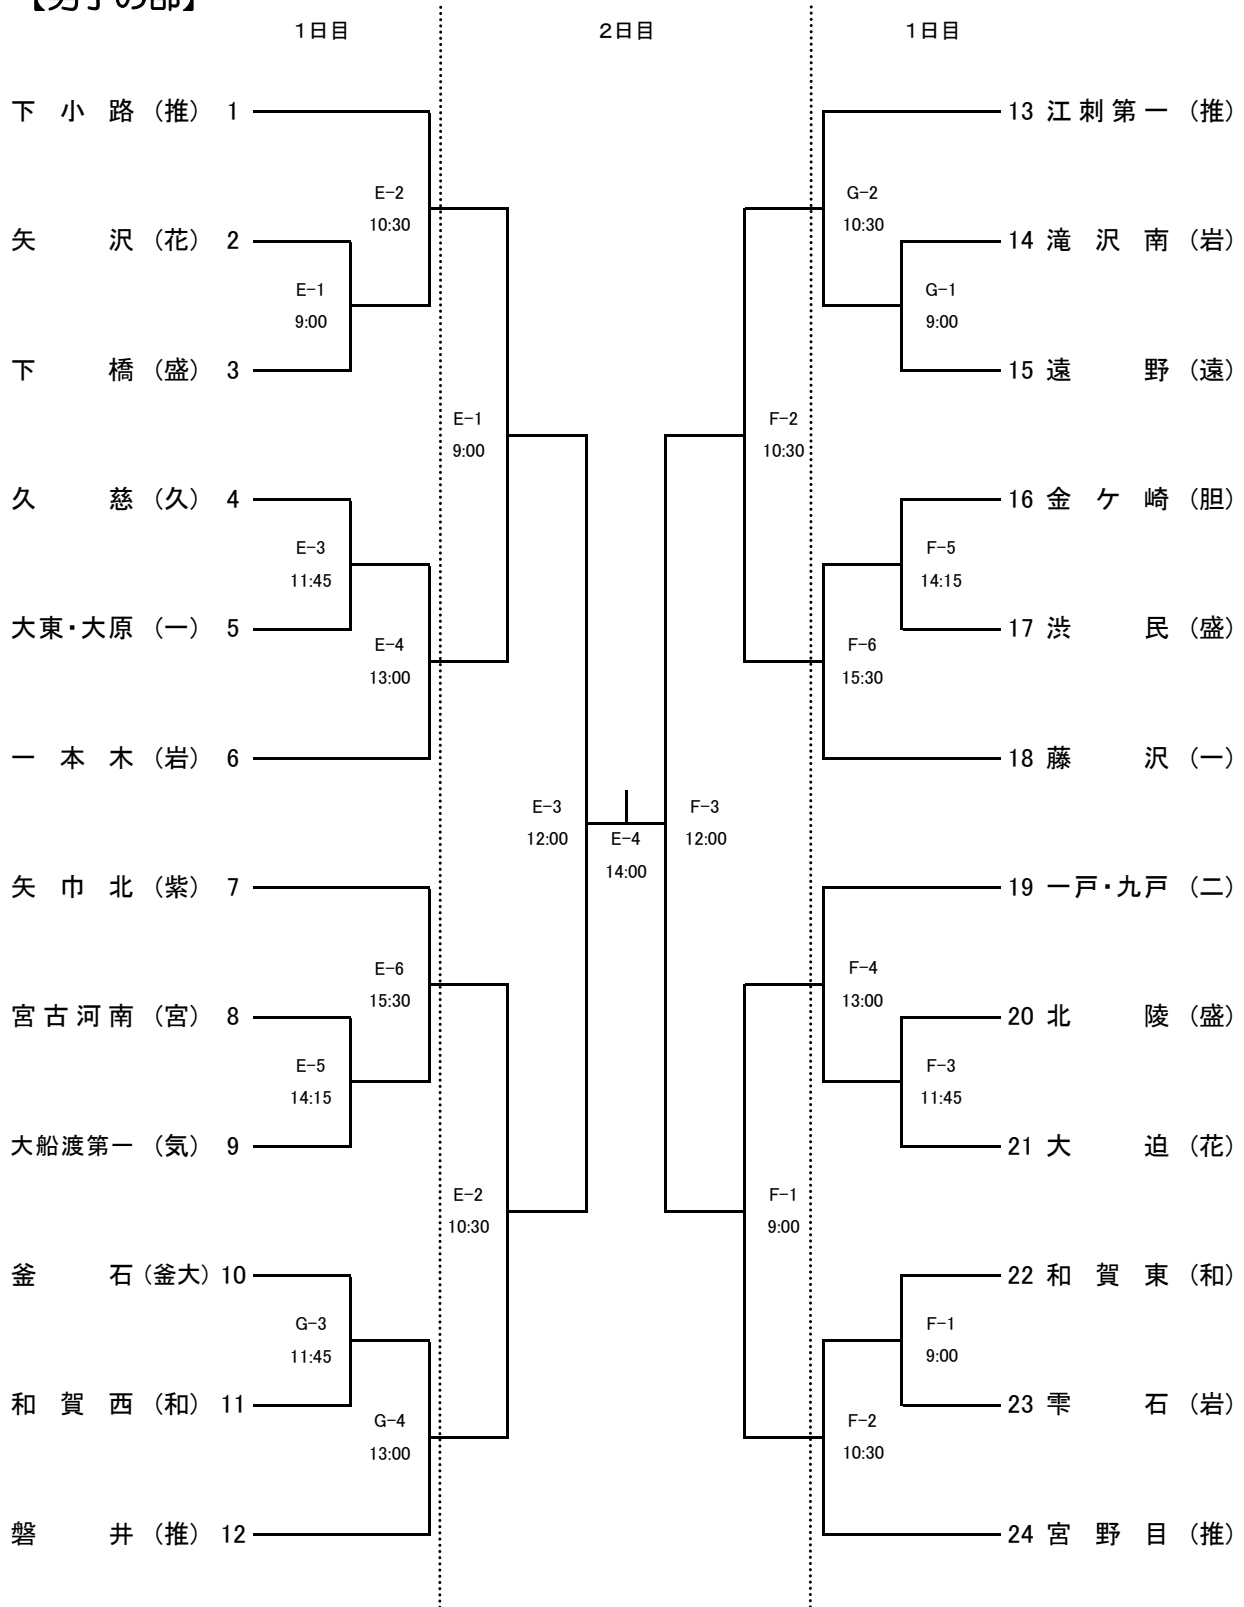 【男子の部】
1日目
2日目
1日目
下小路（推） 1
矢沢（花） 2
下橋（盛） 3
久慈（久） 4
大東・大原（一） 5
一本木（岩） 6
矢巾北（紫） 7
宮古河南（宮） 8
大船渡第一（気） 9
釜石（釜大） 10
和賀西（和） 11
磐井（推） 12
E-2
10:30
E-1
9:00
E-3
11:45
E-4
13:00
E-6
15:30
E-5
14:15
G-3
11:45
G-4
13:00
E-1
9:00
E-2
10:30
E-3
12:00
E-4
14:00
F-3
12:00
F-2
10:30
F-1
9:00
G-2
10:30
G-1
9:00
F-5
14:15
F-6
15:30
F-4
13:00
F-3
11:45
F-1
9:00
F-2
10:30
13 江刺第一（推）
14 滝沢南（岩）
15 遠野（遠）
16 金ケ崎（胆）
17 渋民（盛）
18 藤沢（一）
19 一戸・九戸（二）
20 北陵（盛）
21 大迫（花）
22 和賀東（和）
23 雫石（岩）
24 宮野目（推）